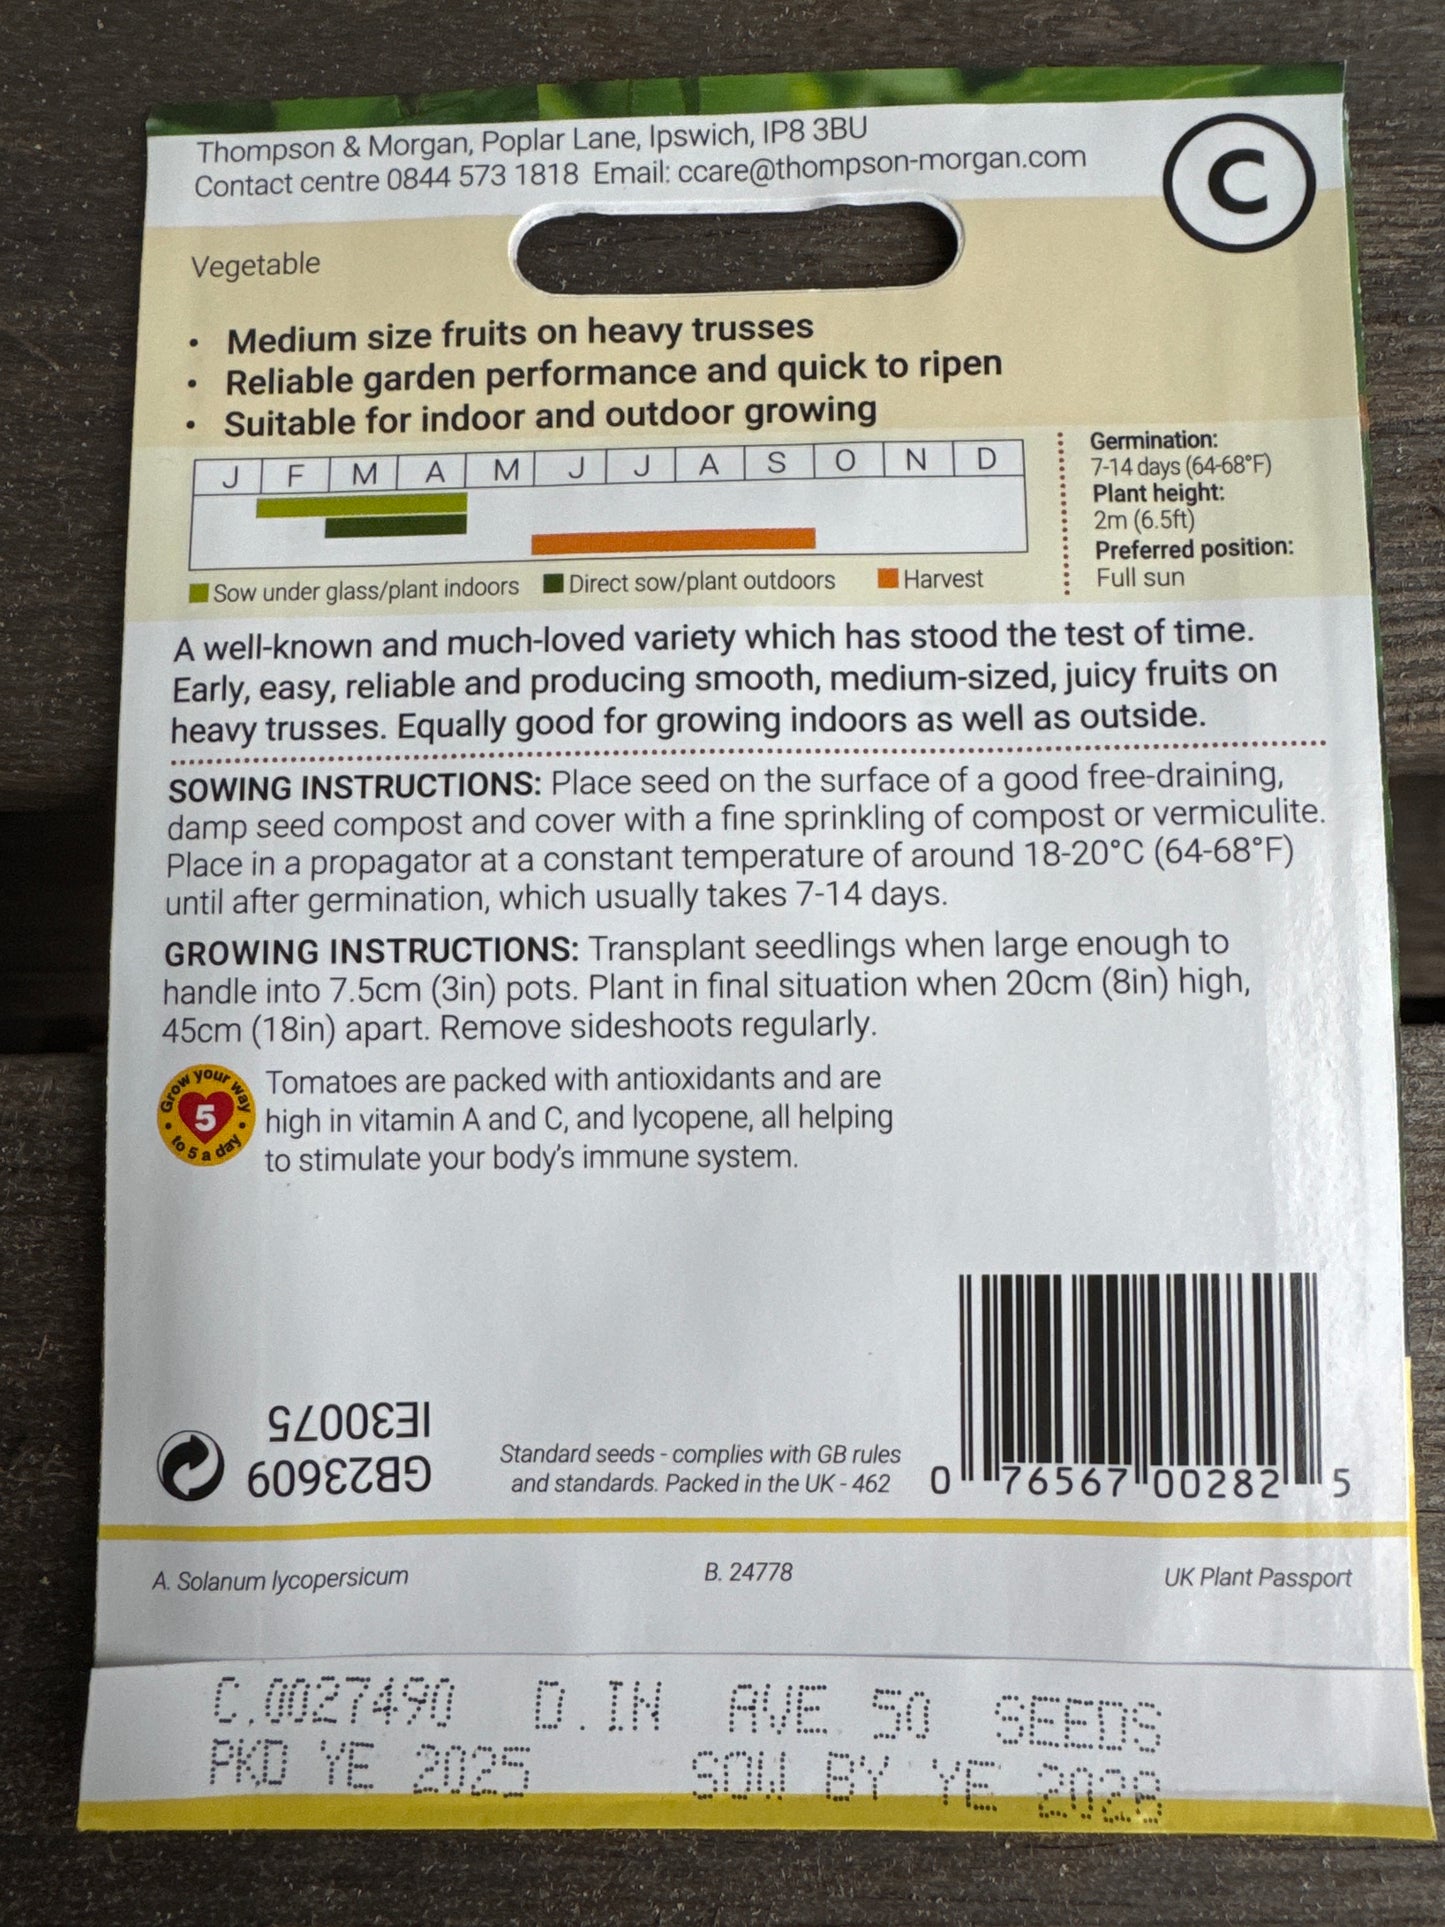 Thompson & Morgan, Poplar Lane, Ipswich, IP8 3BU
Contact centre 0844 573 1818 Email: ccare@thompson-morgan.com
C
Vegetable
• Medium size fruits on heavy trusses
• Reliable garden performance and quick to ripen
• Suitable for indoor and outdoor growing
J F M A M J J A S O N D
Sow under glass/plant indoors Direct sow/plant outdoors Harvest
Germination:
7-14 days (64-68°F)
Plant height:
2m (6.5ft)
Preferred position:
Full sun
A well-known and much-loved variety which has stood the test of time.
Early, easy, reliable and producing smooth, medium-sized, juicy fruits on
heavy trusses. Equally good for growing indoors as well as outside.
SOWING INSTRUCTIONS: Place seed on the surface of a good free-draining,
damp seed compost and cover with a fine sprinkling of compost or vermiculite.
Place in a propagator at a constant temperature of around 18-20°C (64-68°F)
until after germination, which usually takes 7-14 days.
GROWING INSTRUCTIONS: Transplant seedlings when large enough to
handle into 7.5cm (3in) pots. Plant in final situation when 20cm (8in) high,
45cm (18in) apart. Remove sideshoots regularly.
Grow your way
5
to 5 a day
Tomatoes are packed with antioxidants and are
high in vitamin A and C, and lycopene, all helping
to stimulate your body's immune system.
GB23609
IE30075
Standard seeds - complies with GB rules
and standards. Packed in the UK - 462
0 76567 00282 5
A. Solanum lycopersicum B. 24778 UK Plant Passport
C.0027490 D.IN AVE 50 SEEDS
PKD YE 2025 SOW BY YE 2028